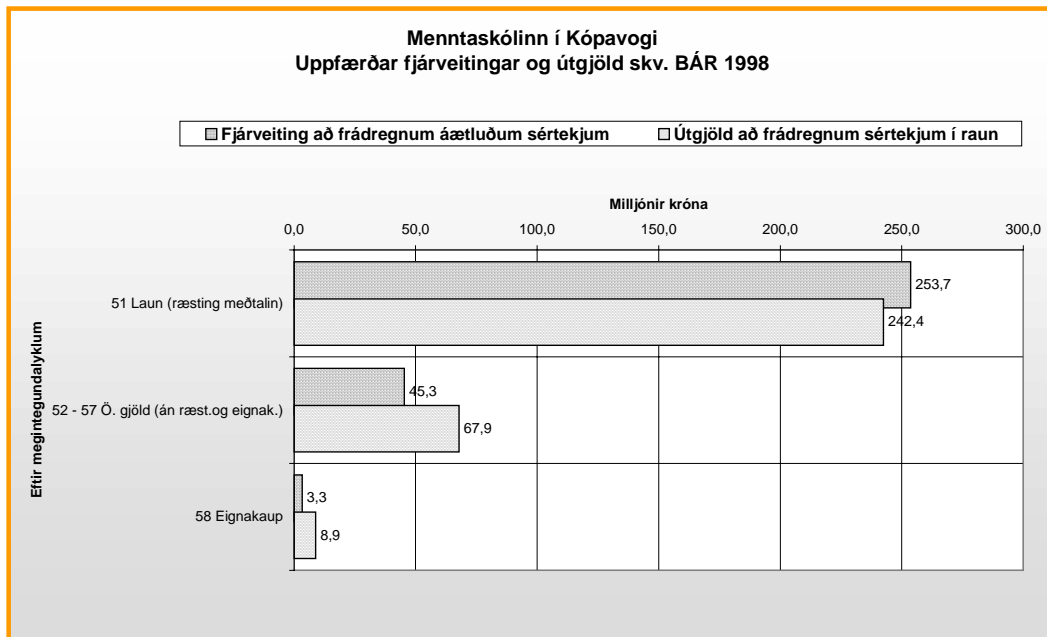 Menntaskólinn í Kópavogi
Uppfærðar fjárveitingar og útgjöld skv. BÁR 1998
Fjárveiting að frádregnum áætluðum sértekjum
Útgjöld að frádregnum sértekjum í raun
Milljónir króna
0,0 50,0 100,0 150,0 200,0 250,0 300,0
Eftir megintegundalyklum
51 Laun (ræsting meðtalin)
253,7
242,4
52 - 57 Ö. gjöld (án ræst.og eignak.)
45,3
67,9
58 Eignakaup
3,3
8,9